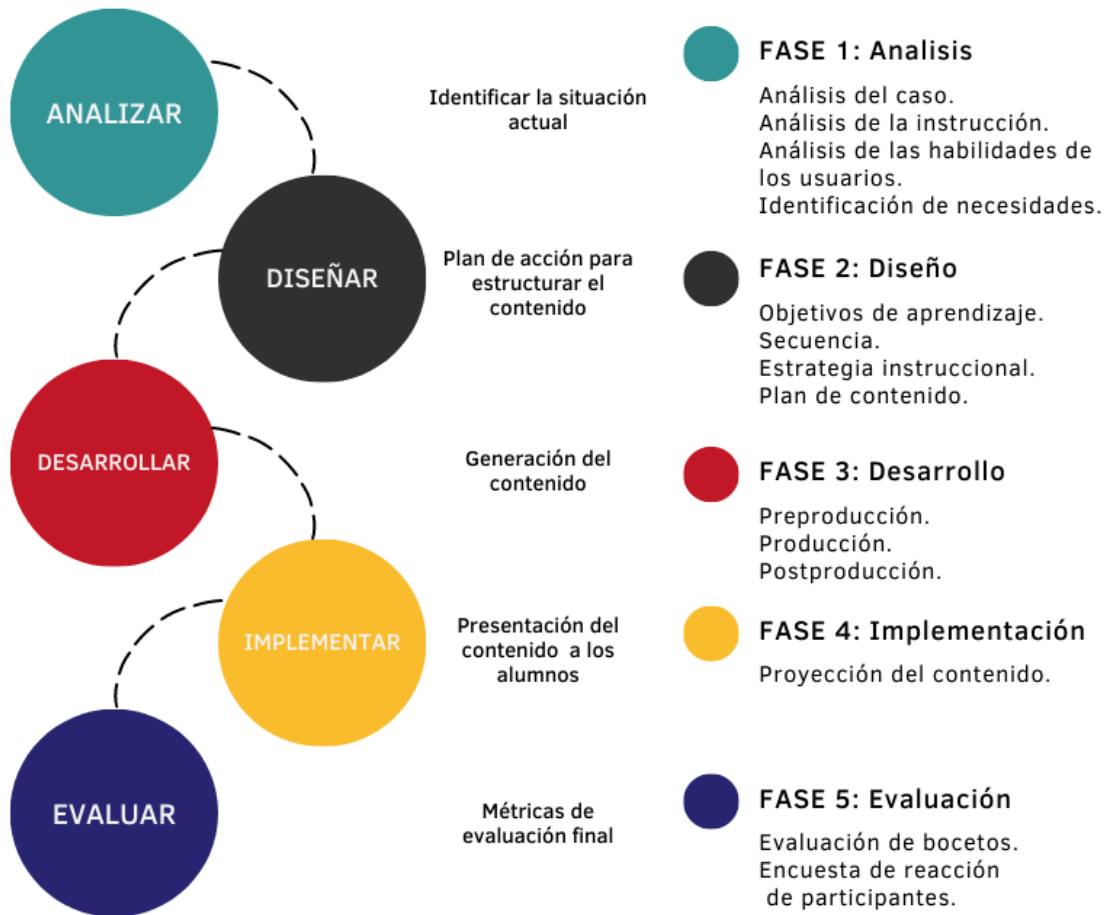 ANALIZAR
Identificar la situación
actual
FASE 1: Analisis
Análisis del caso.
Análisis de la instrucción.
Análisis de las habilidades de
los usuarios.
Identificación de necesidades.
DISEÑAR
Plan de acción para
estructurar el
contenido
FASE 2: Diseño
Objetivos de aprendizaje.
Secuencia.
Estrategia instruccional.
Plan de contenido.
DESARROLLAR
Generación del
contenido
FASE 3: Desarrollo
Preproducción.
Producción.
Postproducción.
IMPLEMENTAR
Presentación del
contenido a los
alumnos
FASE 4: Implementación
Proyección del contenido.
EVALUAR
Métricas de
evaluación final
FASE 5: Evaluación
Evaluación de bocetos.
Encuesta de reacción
de participantes.